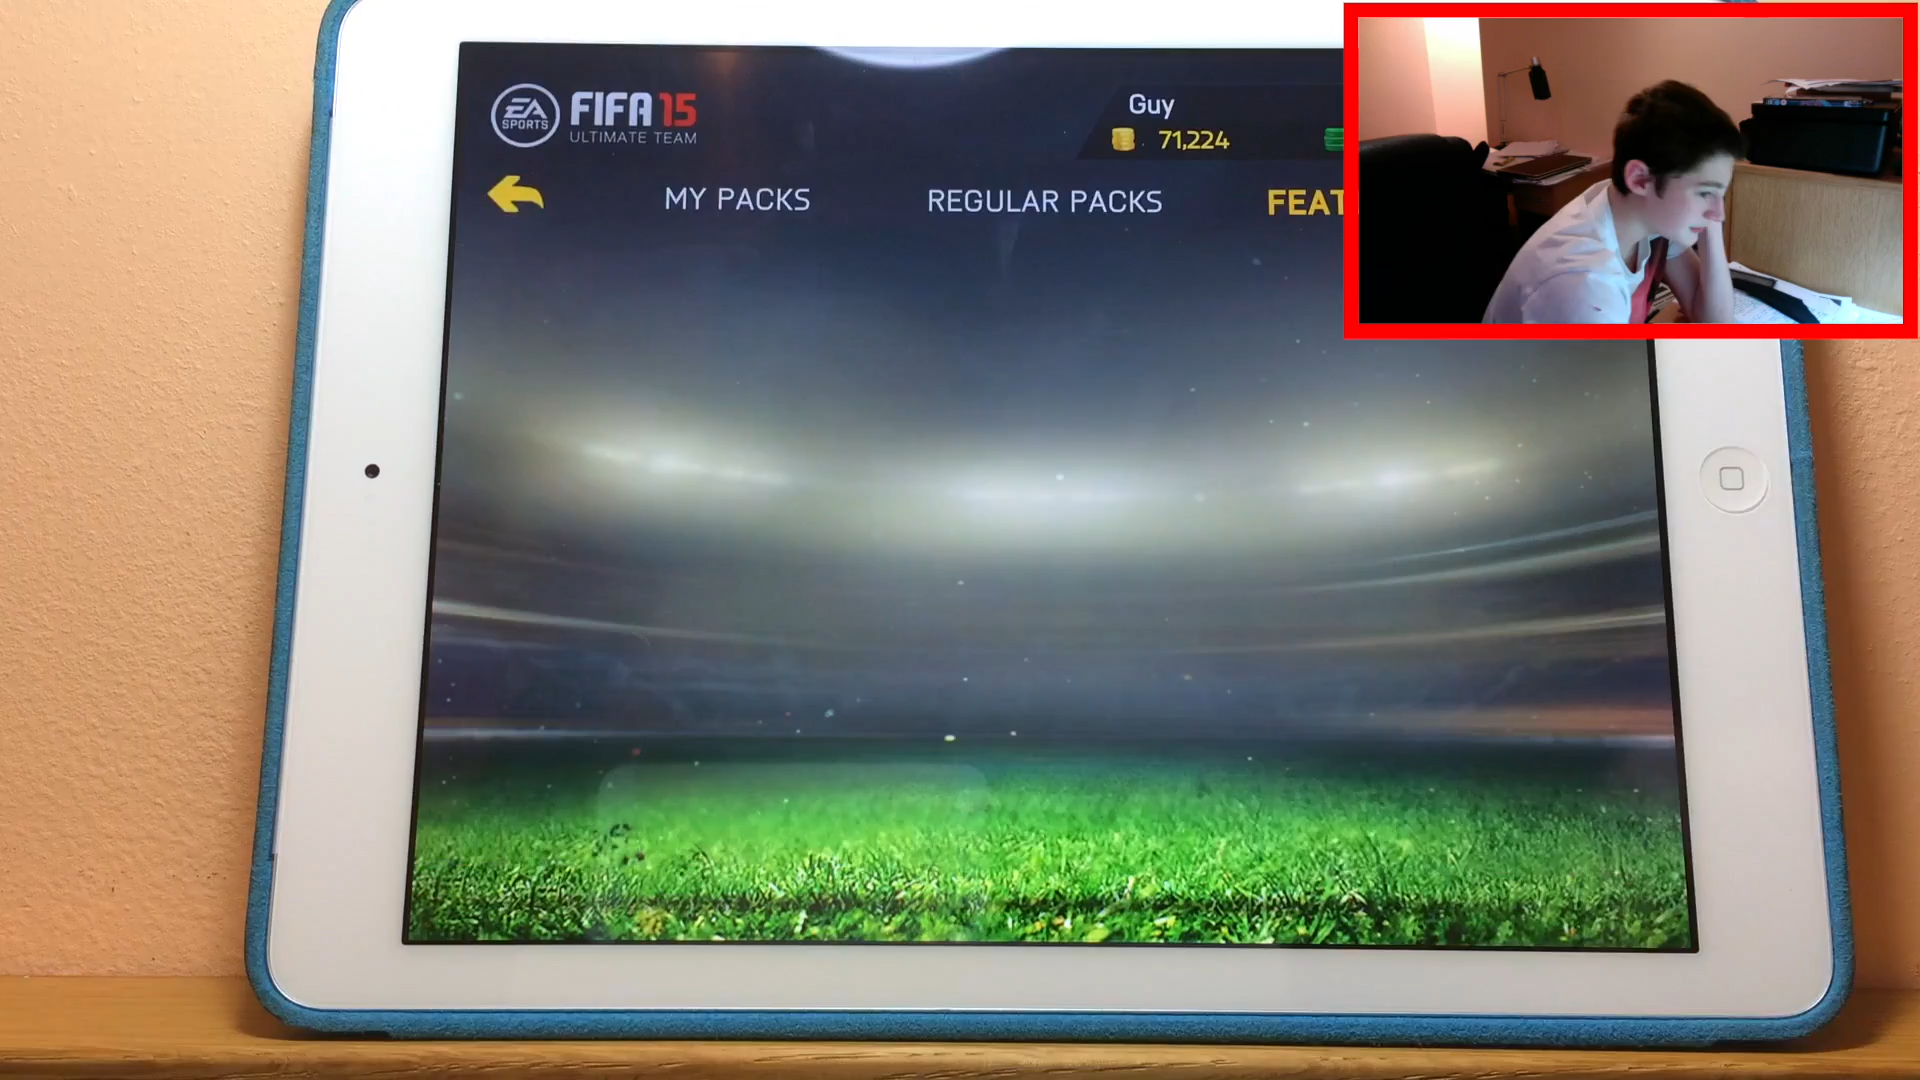 EA
SPORTS
FIFA 15
ULTIMATE TEAM
Guy
71,224
MY PACKS
REGULAR PACKS
FEAT